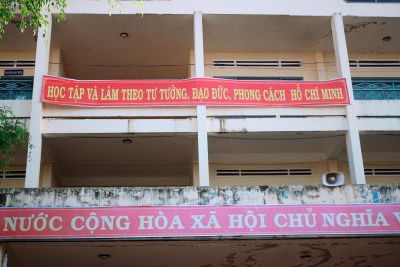 HỌC TẬP VÀ LÀM THEO TƯ TƯỞNG, ĐẠO ĐỨC, PHONG CÁCH HỒ CHÍ MINH
NƯỚC CỘNG HÒA XÃ HỘI CHỦ NGHĨA V